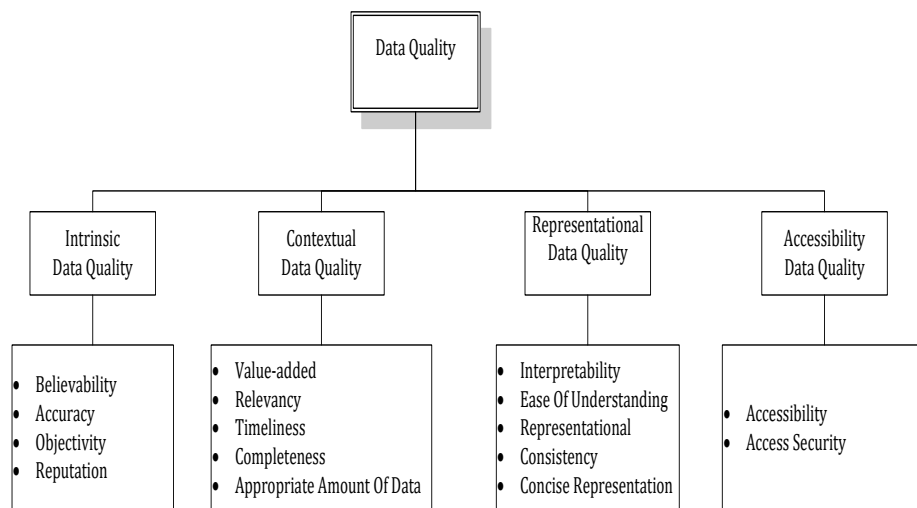 Data Quality
Intrinsic
Data Quality
Contextual
Data Quality
Representational
Data Quality
Accessibility
Data Quality
• Believability
• Accuracy
• Objectivity
• Reputation
• Value-added
• Relevancy
• Timeliness
• Completeness
• Appropriate Amount Of Data
• Interpretability
• Ease Of Understanding
• Representational
• Consistency
• Concise Representation
• Accessibility
• Access Security